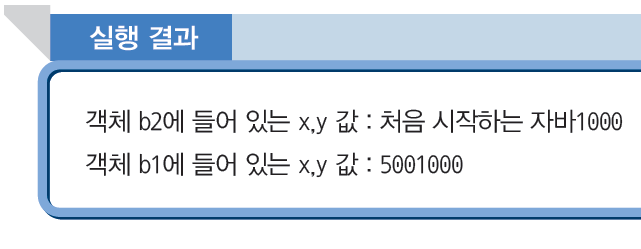 실행 결과
객체 b2에 들어 있는 x,y 값 : 처음 시작하는 자바1000
객체 b1에 들어 있는 x,y 값 : 5001000